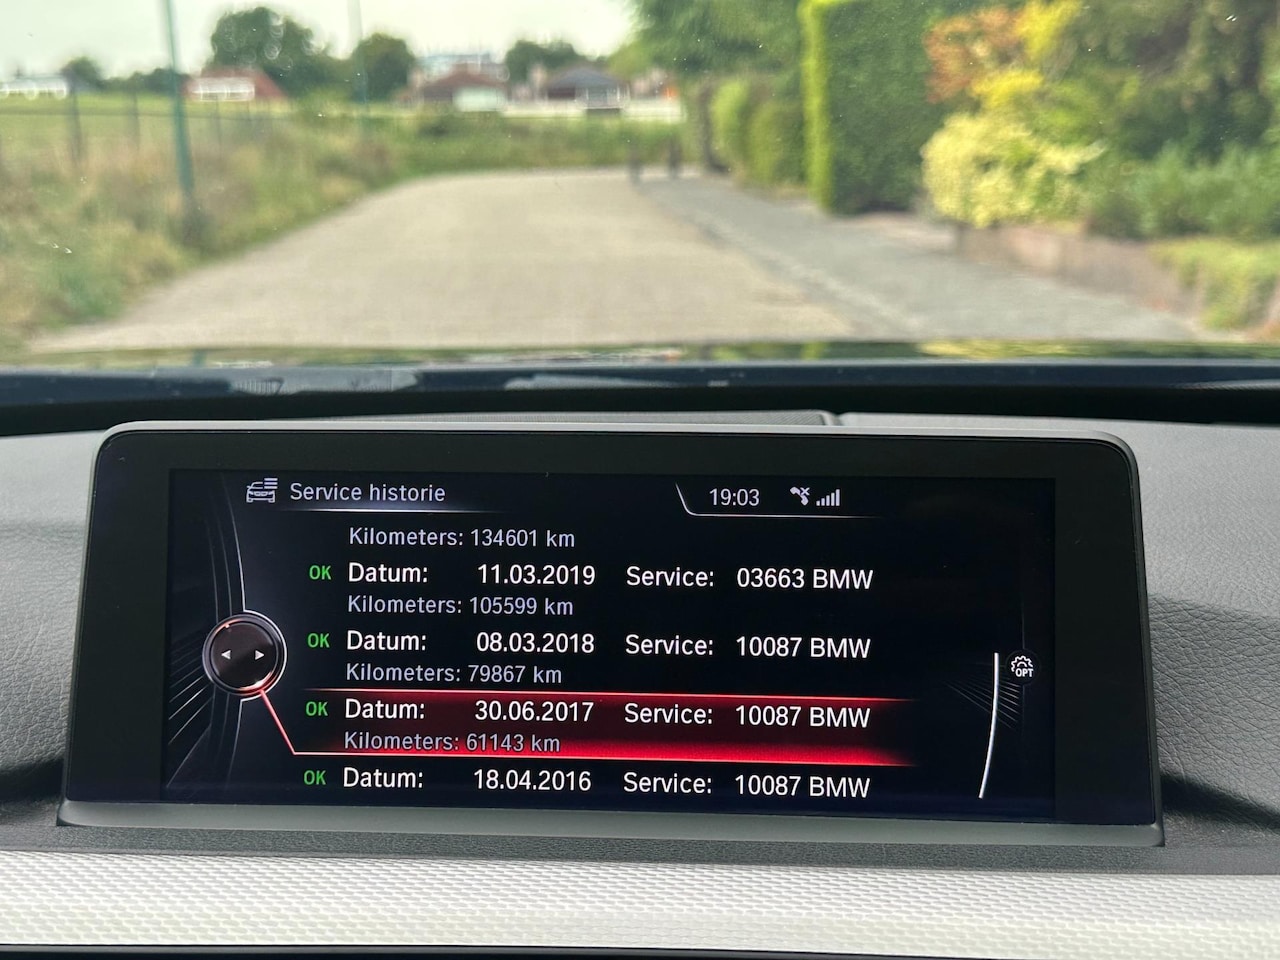 Service historie 19:03
Kilometers: 134601 km
OK Datum: 11.03.2019 Service: 03663 BMW
Kilometers: 105599 km
OK Datum: 08.03.2018 Service: 10087 BMW
Kilometers: 79867 km
OPT
OK Datum: 30.06.2017 Service: 10087 BMW
Kilometers: 61143 km
OK Datum: 18.04.2016 Service: 10087 BMW